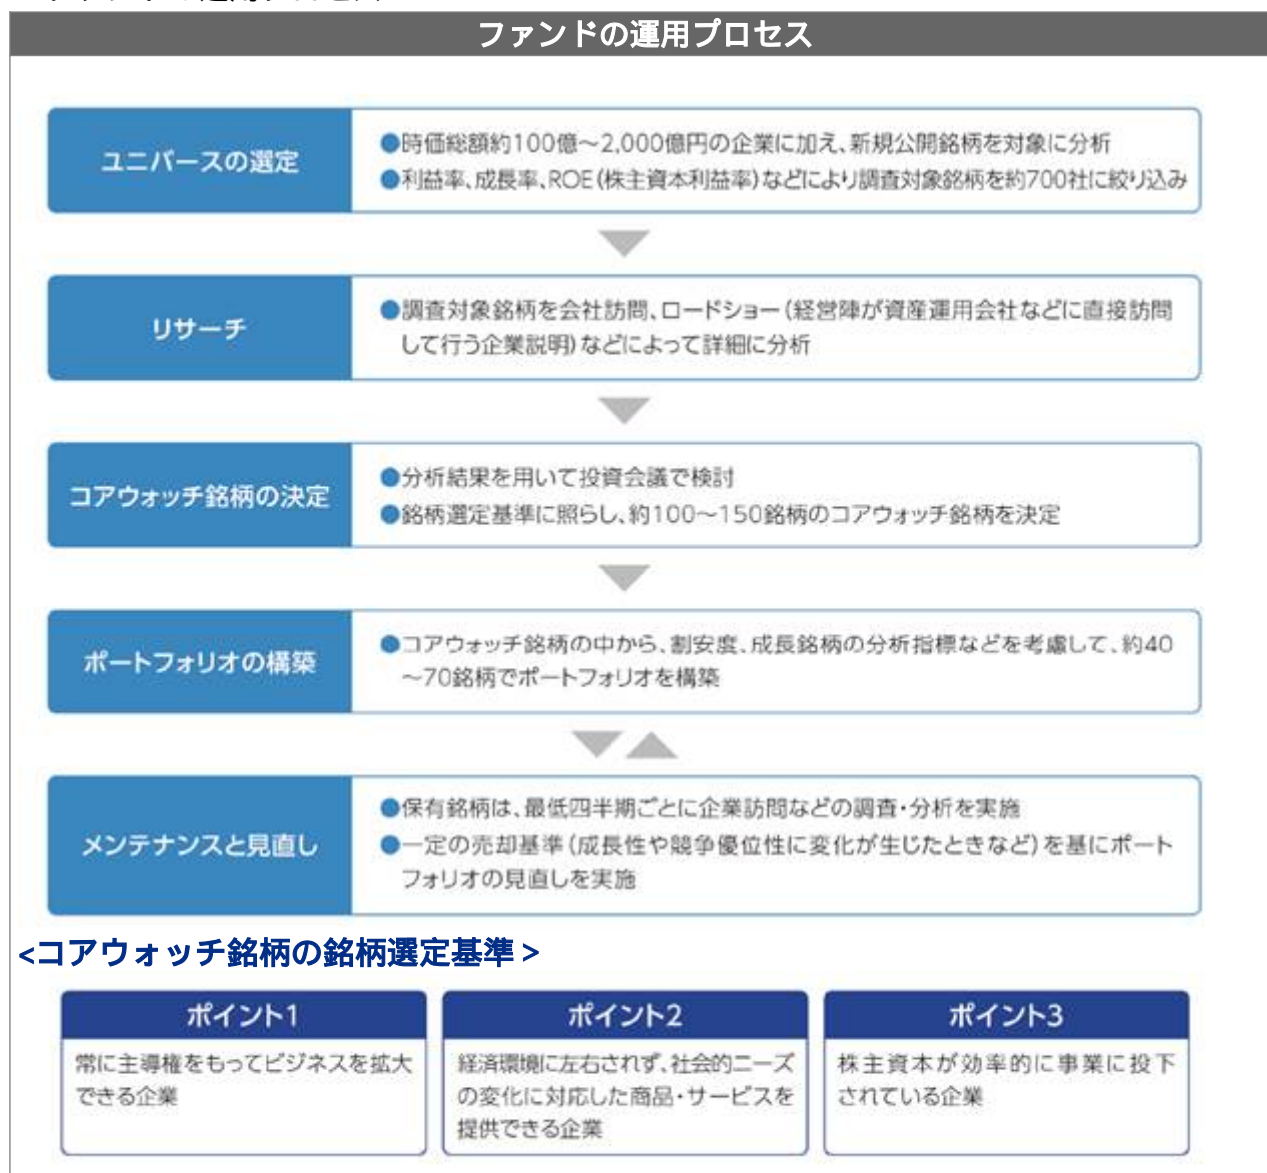 ファンドの運用プロセス
ユニバースの選定
●時価総額約100億～2,000億円の企業に加え、新規公開銘柄を対象に分析
●利益率、成長率、ROE（株主資本利益率）などにより調査対象銘柄を約700社に絞り込み
リサーチ
●調査対象銘柄を会社訪問、ロードショー（経営陣が資産運用会社などに直接訪問
して行う企業説明）などによって詳細に分析
コアウォッチ銘柄の決定
●分析結果を用いて投資会議で検討
●銘柄選定基準に照らし、約100～150銘柄のコアウォッチ銘柄を決定
ポートフォリオの構築
●コアウォッチ銘柄の中から、割安度、成長銘柄の分析指標などを考慮して、約40
～70銘柄でポートフォリオを構築
メンテナンスと見直し
●保有銘柄は、最低四半期ごとに企業訪問などの調査・分析を実施
●一定の売却基準（成長性や競争優位性に変化が生じたときなど）を基にポート
フォリオの見直しを実施
<コアウォッチ銘柄の銘柄選定基準>
ポイント1
常に主導権をもってビジネスを拡大
できる企業
ポイント2
経済環境に左右されず、社会的ニーズ
の変化に対応した商品・サービスを
提供できる企業
ポイント3
株主資本が効率的に事業に投下
されている企業